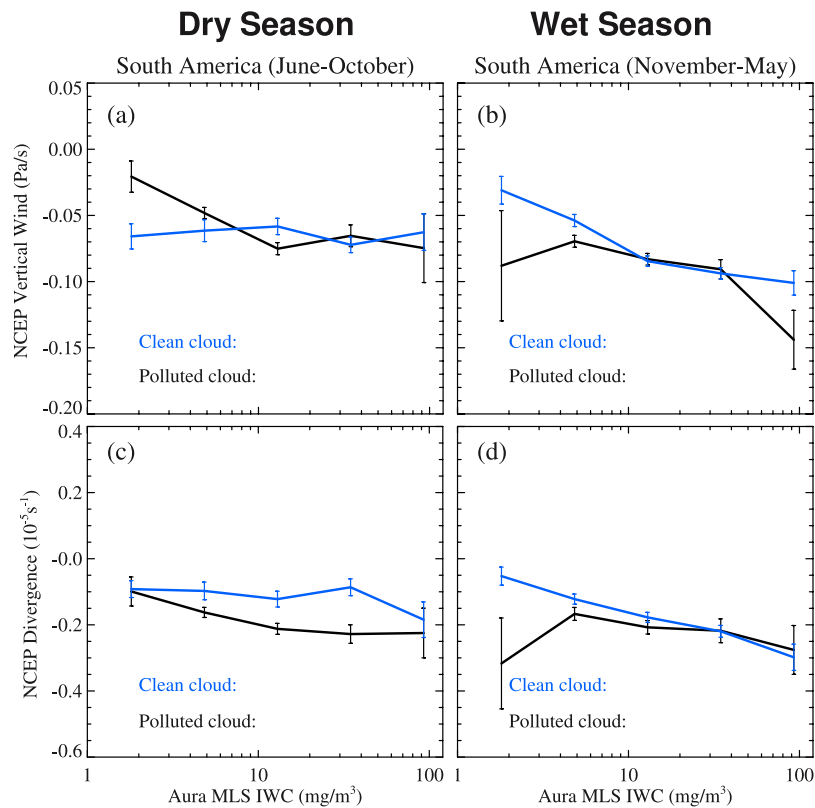 Dry Season
Wet Season
South America (June-October)
South America (November-May)
NCEP Vertical Wind (Pa/s)
0.05
0.00
-0.05
-0.10
-0.15
-0.20
(a)
Clean cloud:
Polluted cloud:
(b)
Clean cloud:
Polluted cloud:
NCEP Divergence (10⁻⁵s⁻¹)
0.4
0.2
-0.0
-0.2
-0.4
-0.6
(c)
Clean cloud:
Polluted cloud:
(d)
Clean cloud:
Polluted cloud:
1 10 100
1 10 100
Aura MLS IWC (mg/m³)
Aura MLS IWC (mg/m³)